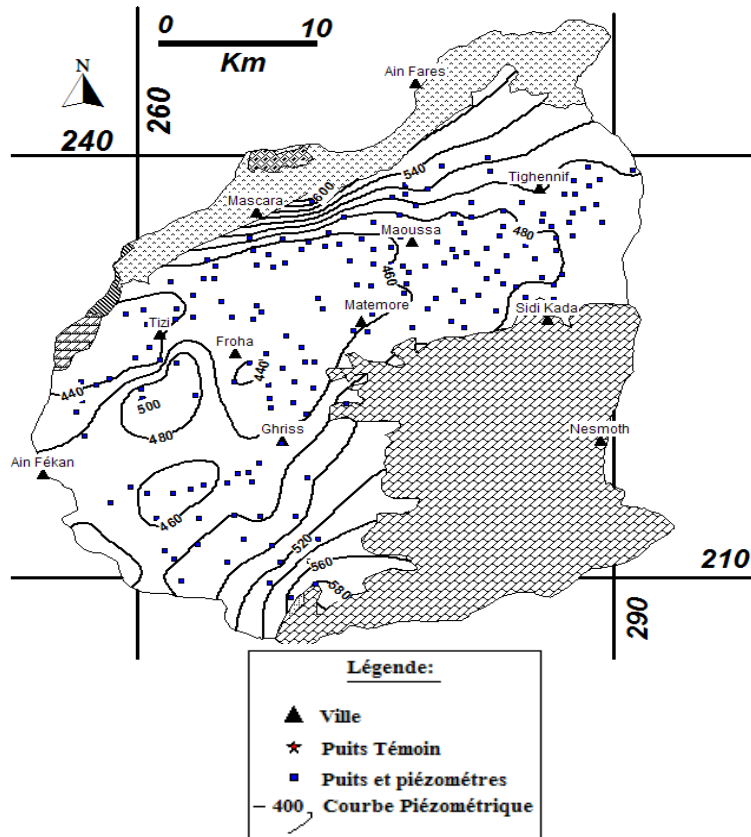 0 10
Km
N
Ain Fares
260
240
600
540
Tighennif
Mascara
Maoussa
480
460
Matemore
Sidi Kada
Tizi
Froha
440
440
500
480
Ghriss
Nesmoth
Ain Fékan
460
520
560
580
210
290
Légende:
Ville
Puits Témoin
Puits et piézométres
400 Courbe Piézométrique